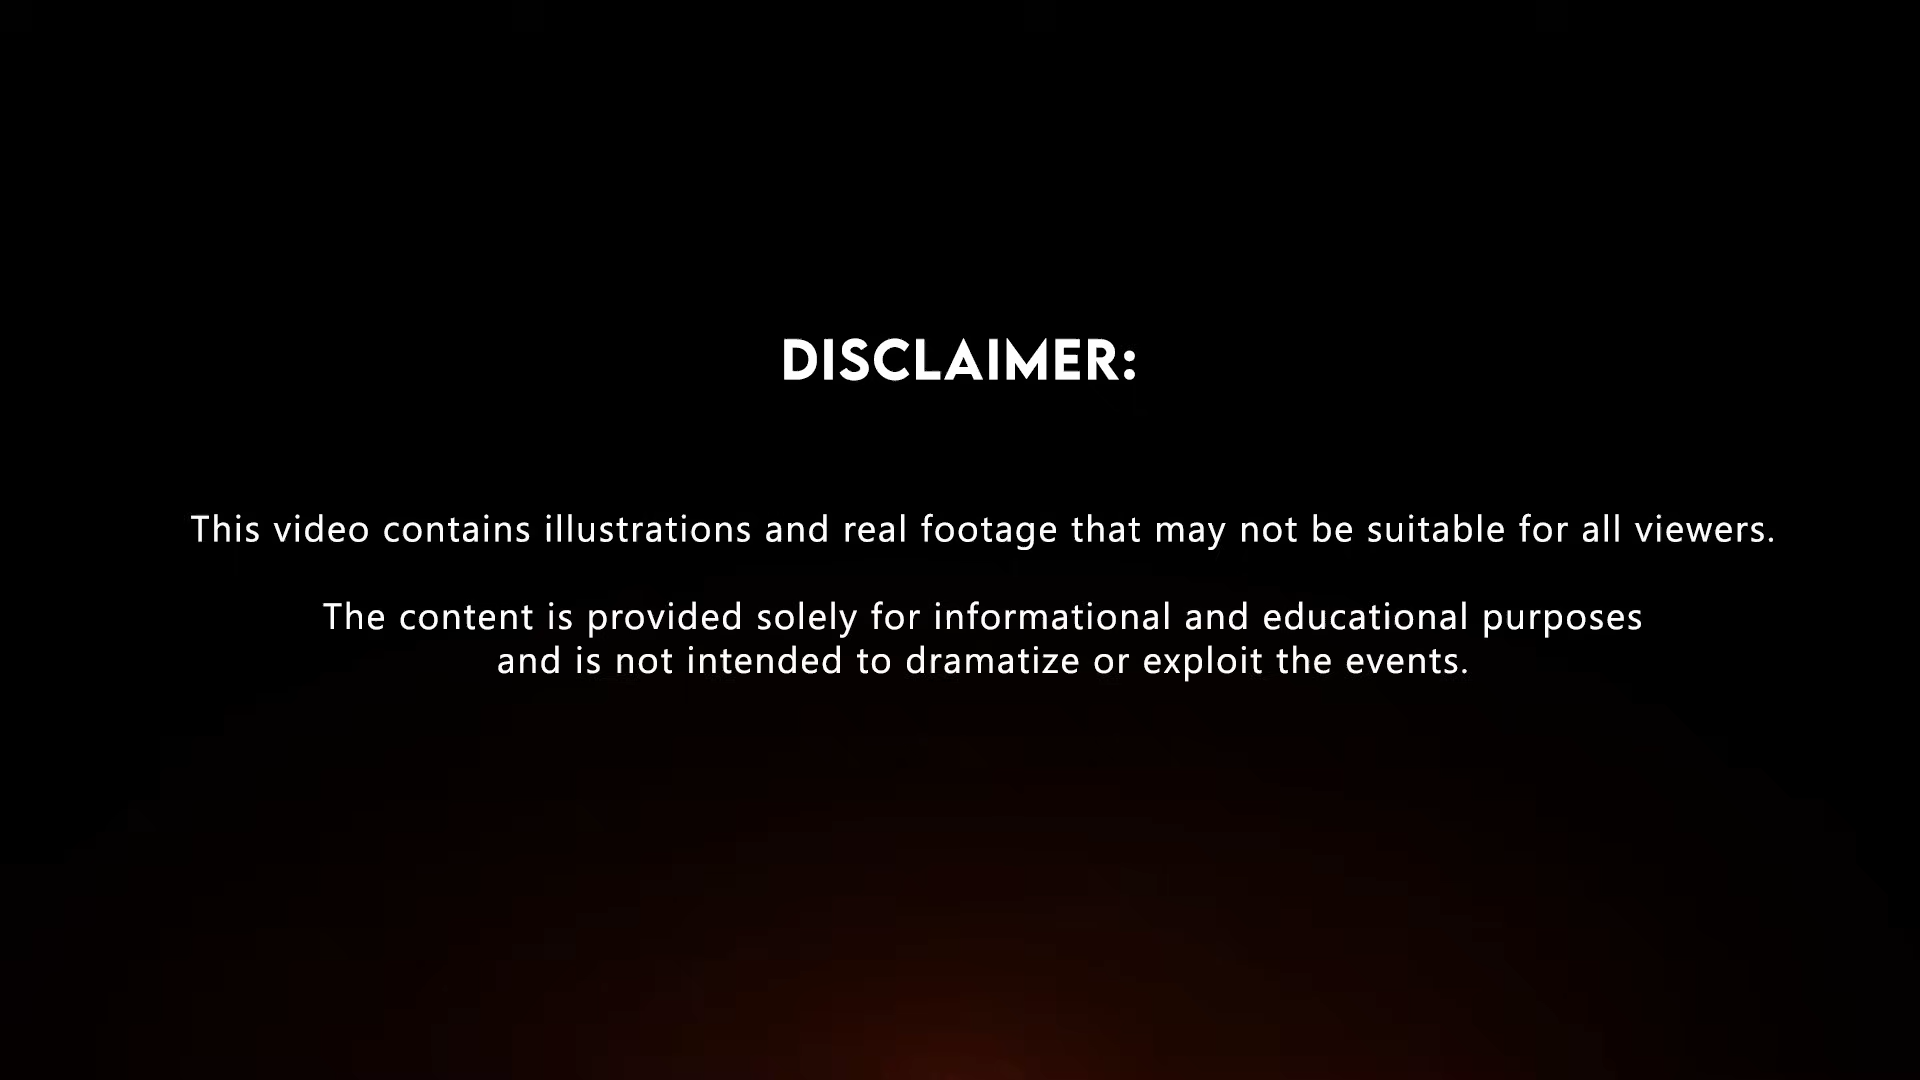 DISCLAIMER:
This video contains illustrations and real footage that may not be suitable for all viewers.
The content is provided solely for informational and educational purposes
and is not intended to dramatize or exploit the events.